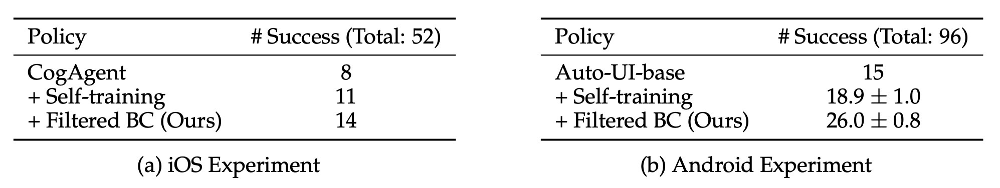 Policy # Success (Total: 52)
CogAgent 8
+ Self-training 11
+ Filtered BC (Ours) 14
(a) iOS Experiment
Policy # Success (Total: 96)
Auto-UI-base 15
+ Self-training 18.9 ± 1.0
+ Filtered BC (Ours) 26.0 ± 0.8
(b) Android Experiment